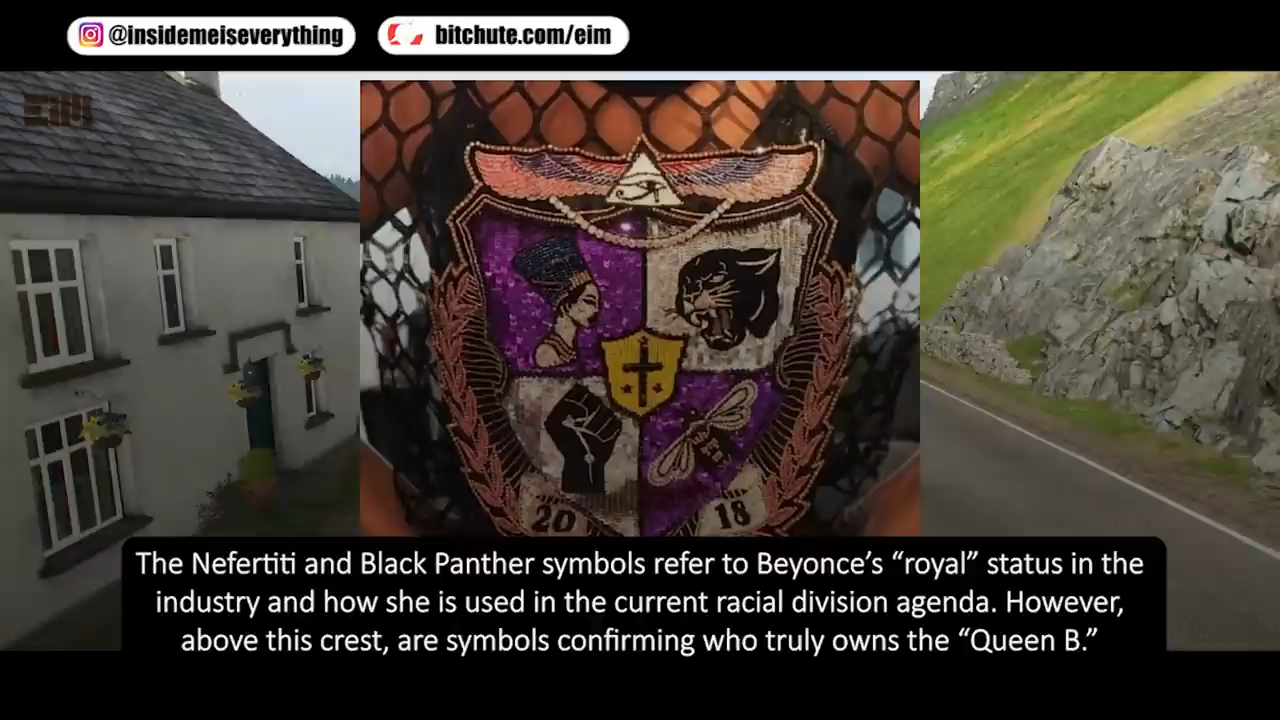 @insidemeiseverything
bitchute.com/eim
EIM
20 18
The Nefertiti and Black Panther symbols refer to Beyonce’s “royal” status in the
industry and how she is used in the current racial division agenda. However,
above this crest, are symbols confirming who truly owns the “Queen B.”